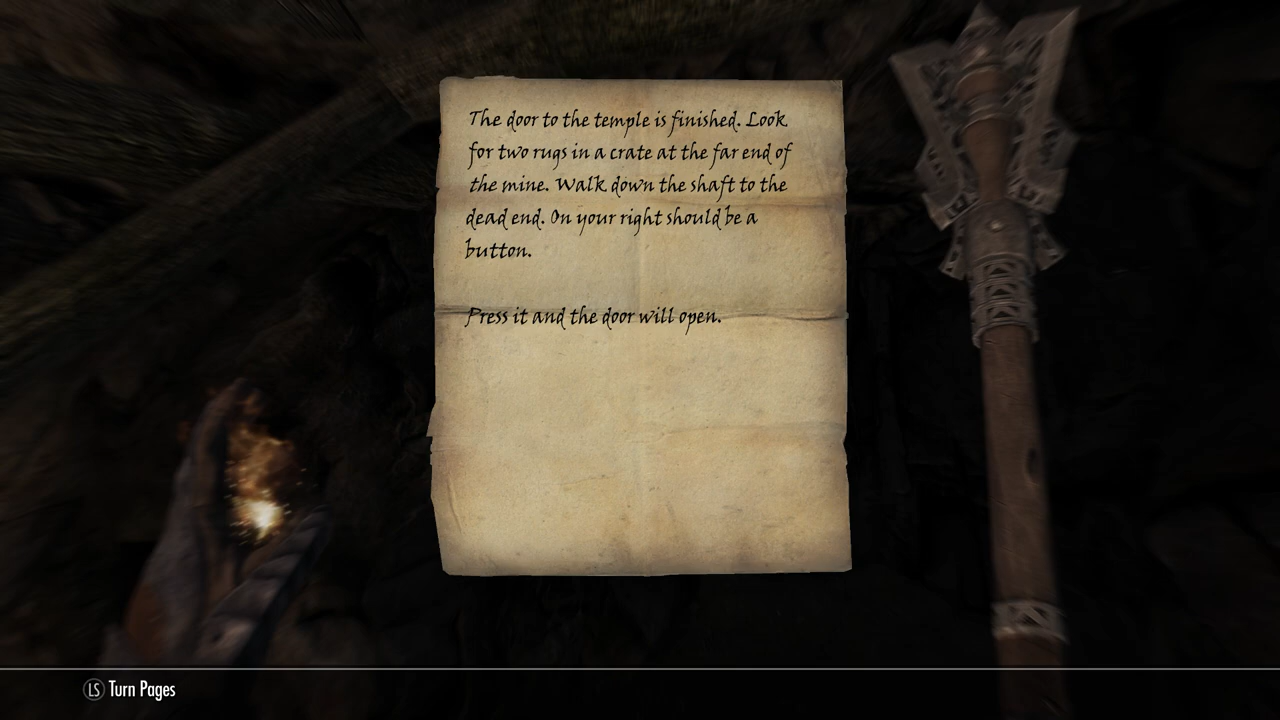 The door to the temple is finished. Look
for two rugs in a crate at the far end of
the mine. Walk down the shaft to the
dead end. On your right should be a
button.
Press it and the door will open.
LS Turn Pages